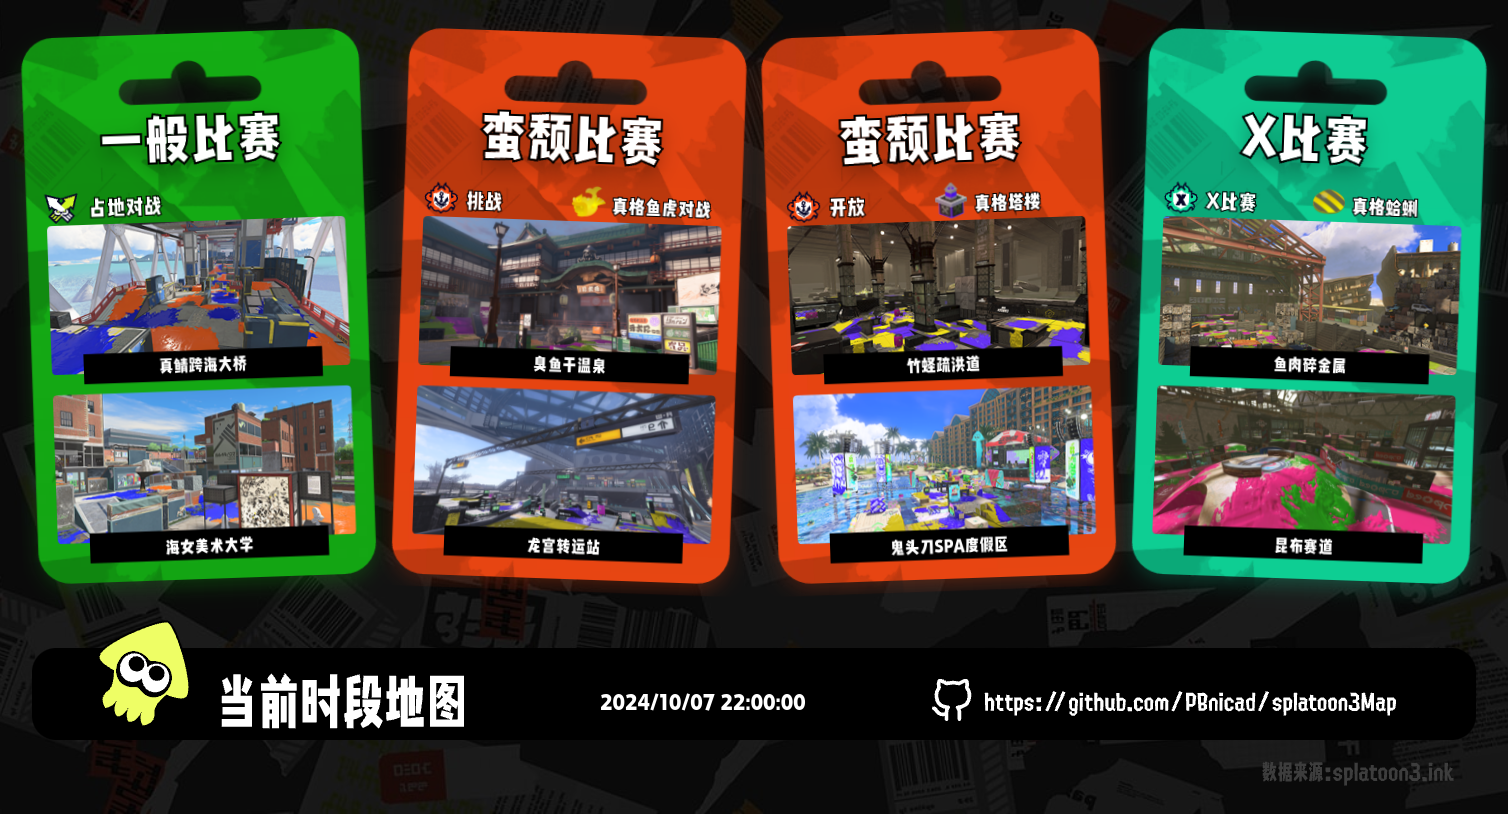 一般比赛
占地对战
真鲭跨海大桥
海女美术大学
蛮颓比赛
挑战
真格鱼虎对战
臭鱼干温泉
龙宫转运站
蛮颓比赛
开放
真格塔楼
竹蛏疏洪道
鬼头刀SPA度假区
X比赛
X比赛
真格蛤蜊
鱼肉碎金属
昆布赛道
当前时段地图
2024/10/07 22:00:00
https://github.com/PBnicad/splatoon3Map
数据来源:splatoon3.ink